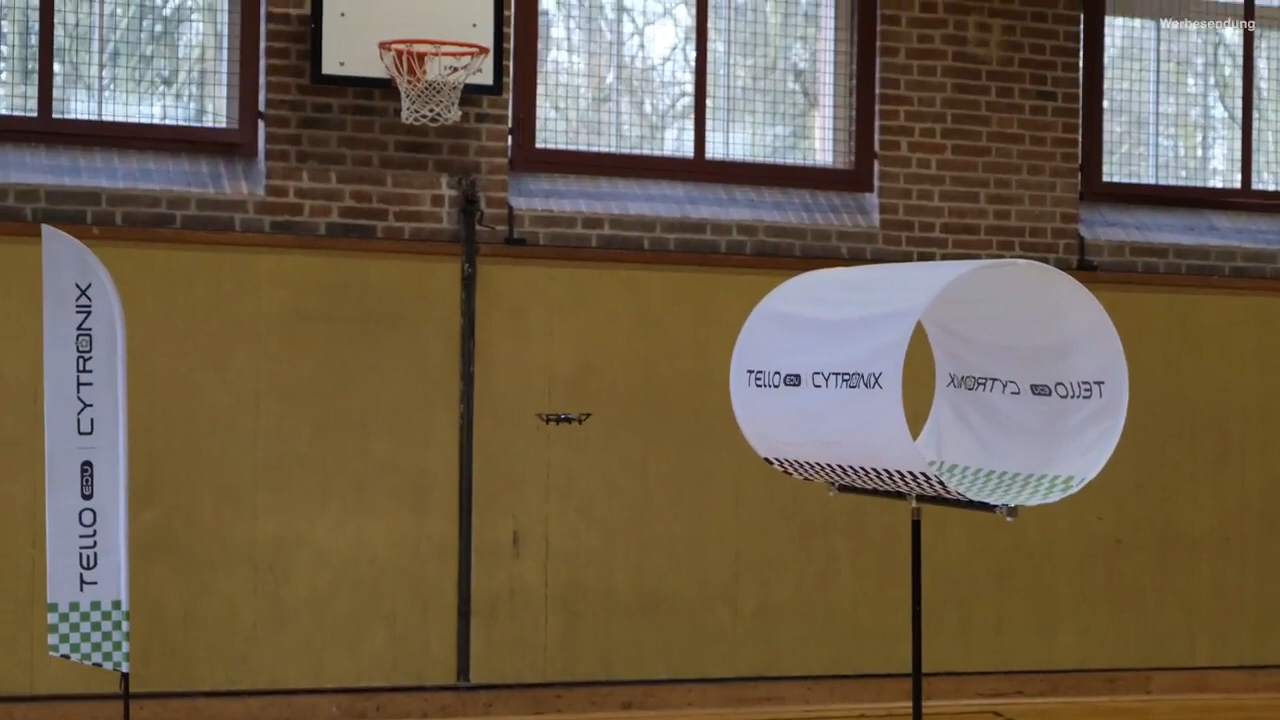 Werbesendung
TELLO EDU | CYTRONIX
TELLO EDU | CYTRONIX
TELLO EDU CYTRONIX